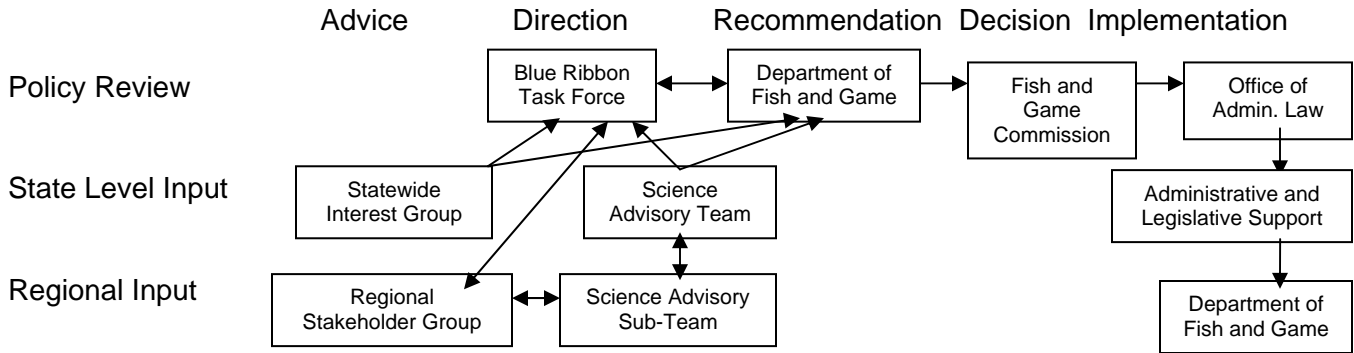 Advice Direction Recommendation Decision Implementation
Policy Review
Blue Ribbon
Task Force
Department of
Fish and Game
Fish and
Game
Commission
Office of
Admin. Law
State Level Input
Statewide
Interest Group
Science
Advisory Team
Administrative and
Legislative Support
Regional Input
Regional
Stakeholder Group
Science Advisory
Sub-Team
Department of
Fish and Game